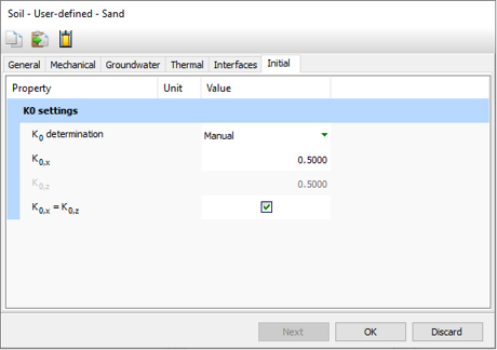 Soil - User-defined - Sand
General Mechanical Groundwater Thermal Interfaces Initial
Property Unit Value
K0 settings
K0 determination Manual
K0,x 0.5000
K0,z 0.5000
K0,x = K0,z
Next OK Discard